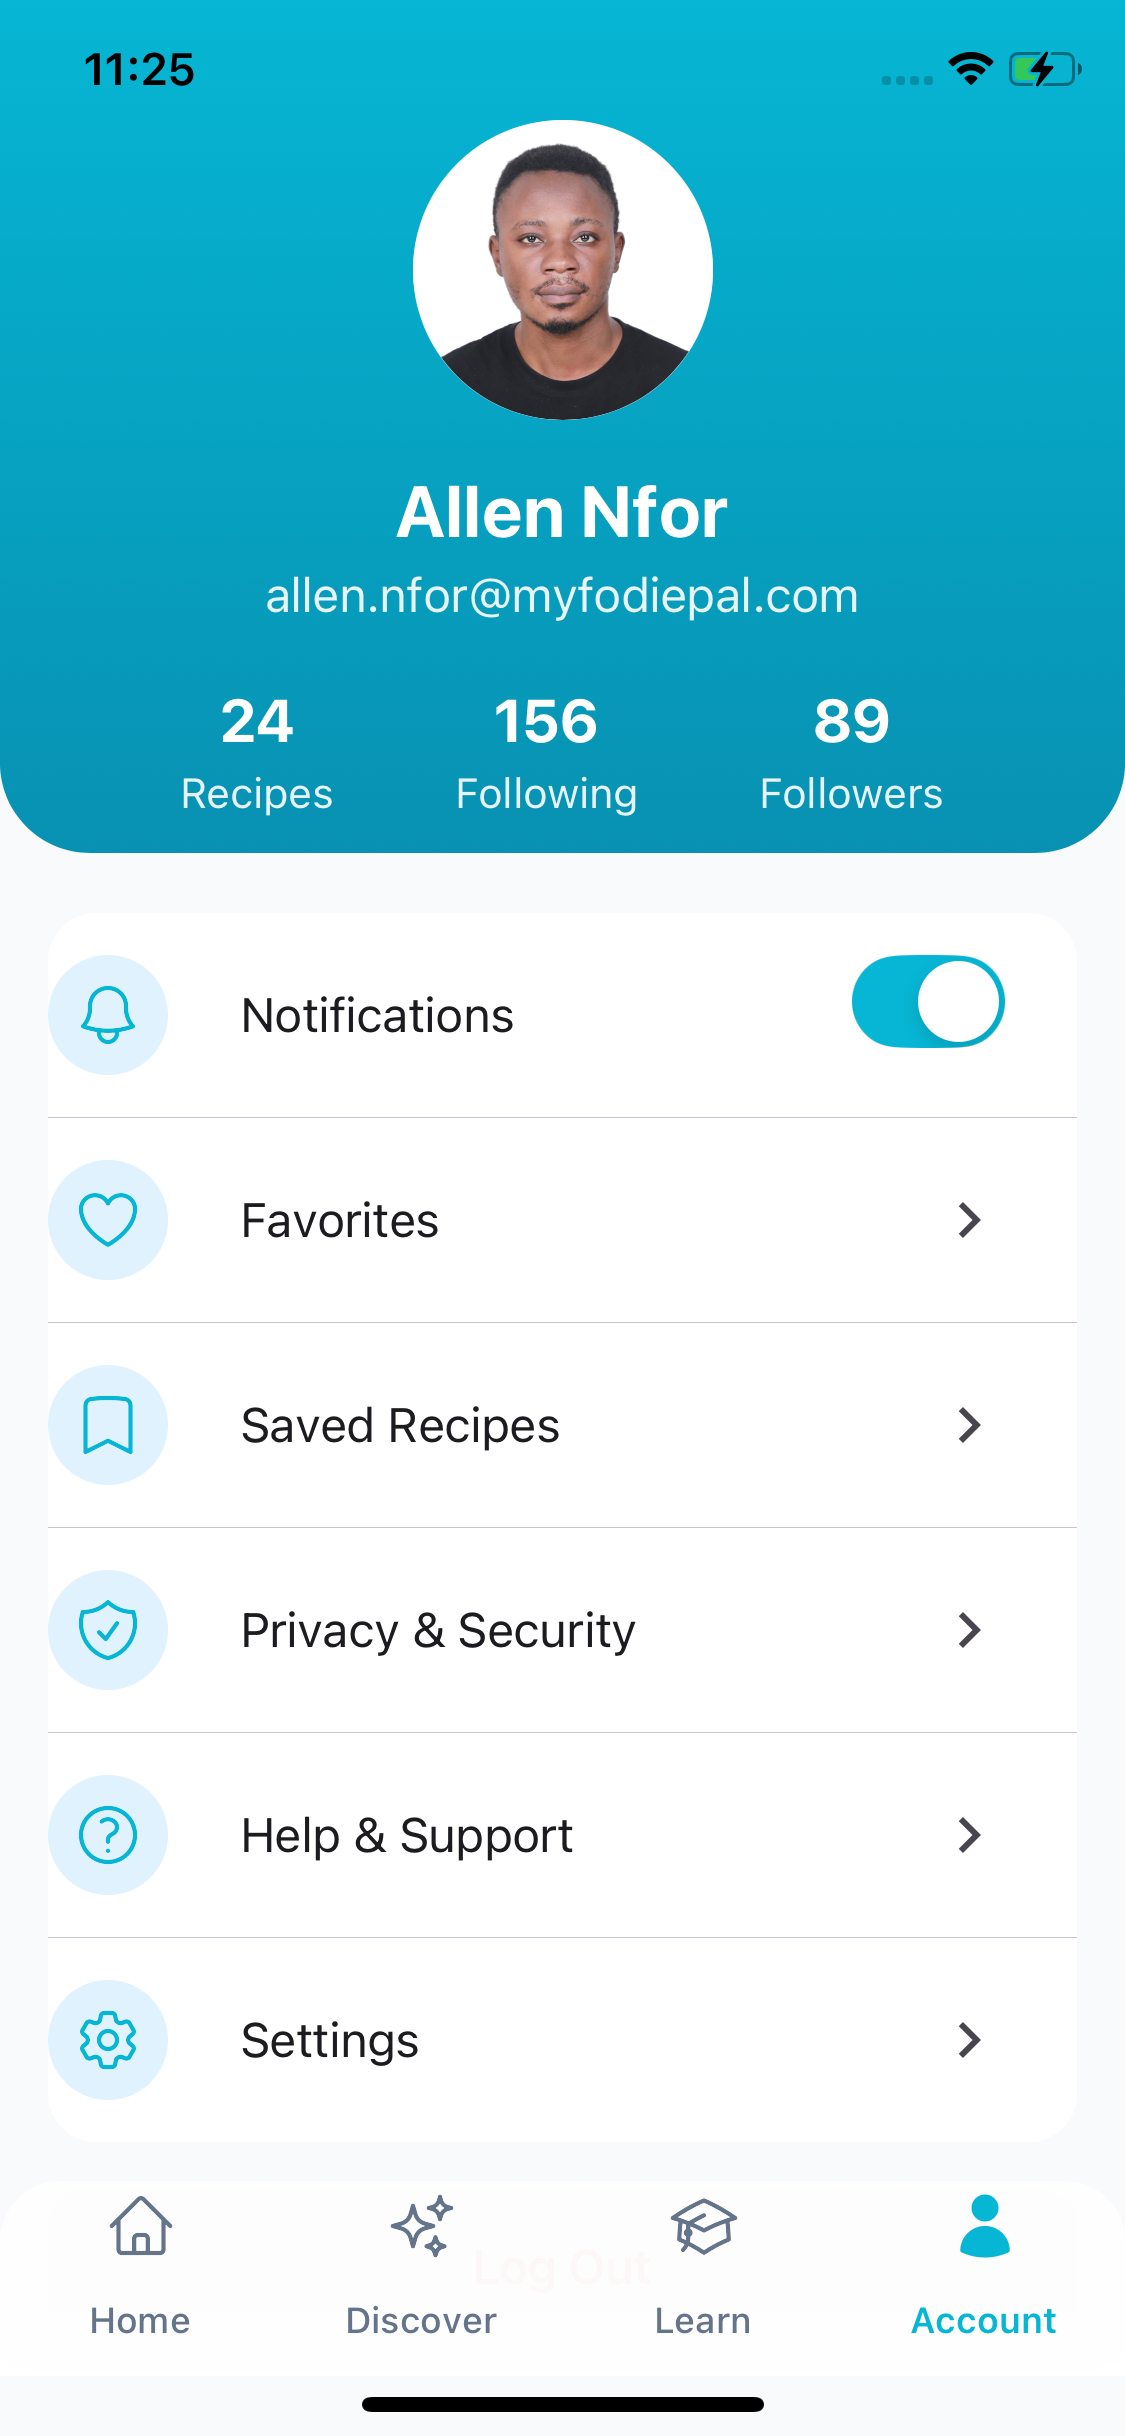 11:25
Allen Nfor
allen.nfor@myfodiepal.com
24 156 89
Recipes Following Followers
Notifications
Favorites
Saved Recipes
Privacy & Security
Help & Support
Settings
Log Out
Home Discover Learn Account